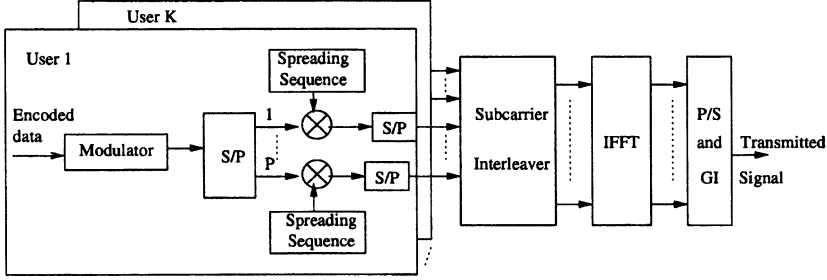 User K
User 1
Spreading
Sequence
Encoded
data
Modulator
S/P
1
P
S/P
S/P
Spreading
Sequence
Subcarrier
Interleaver
IFFT
P/S
and
GI
Transmitted
Signal